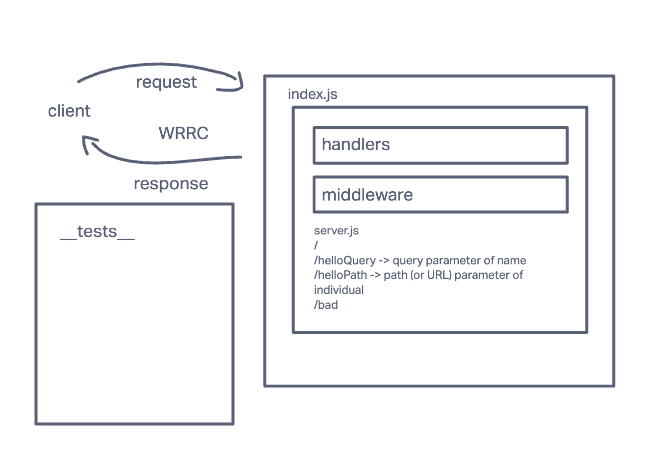 request
client
WRRC
response
__tests__
index.js
handlers
middleware
server.js
/
/helloQuery -> query parameter of name
/helloPath -> path (or URL) parameter of
individual
/bad